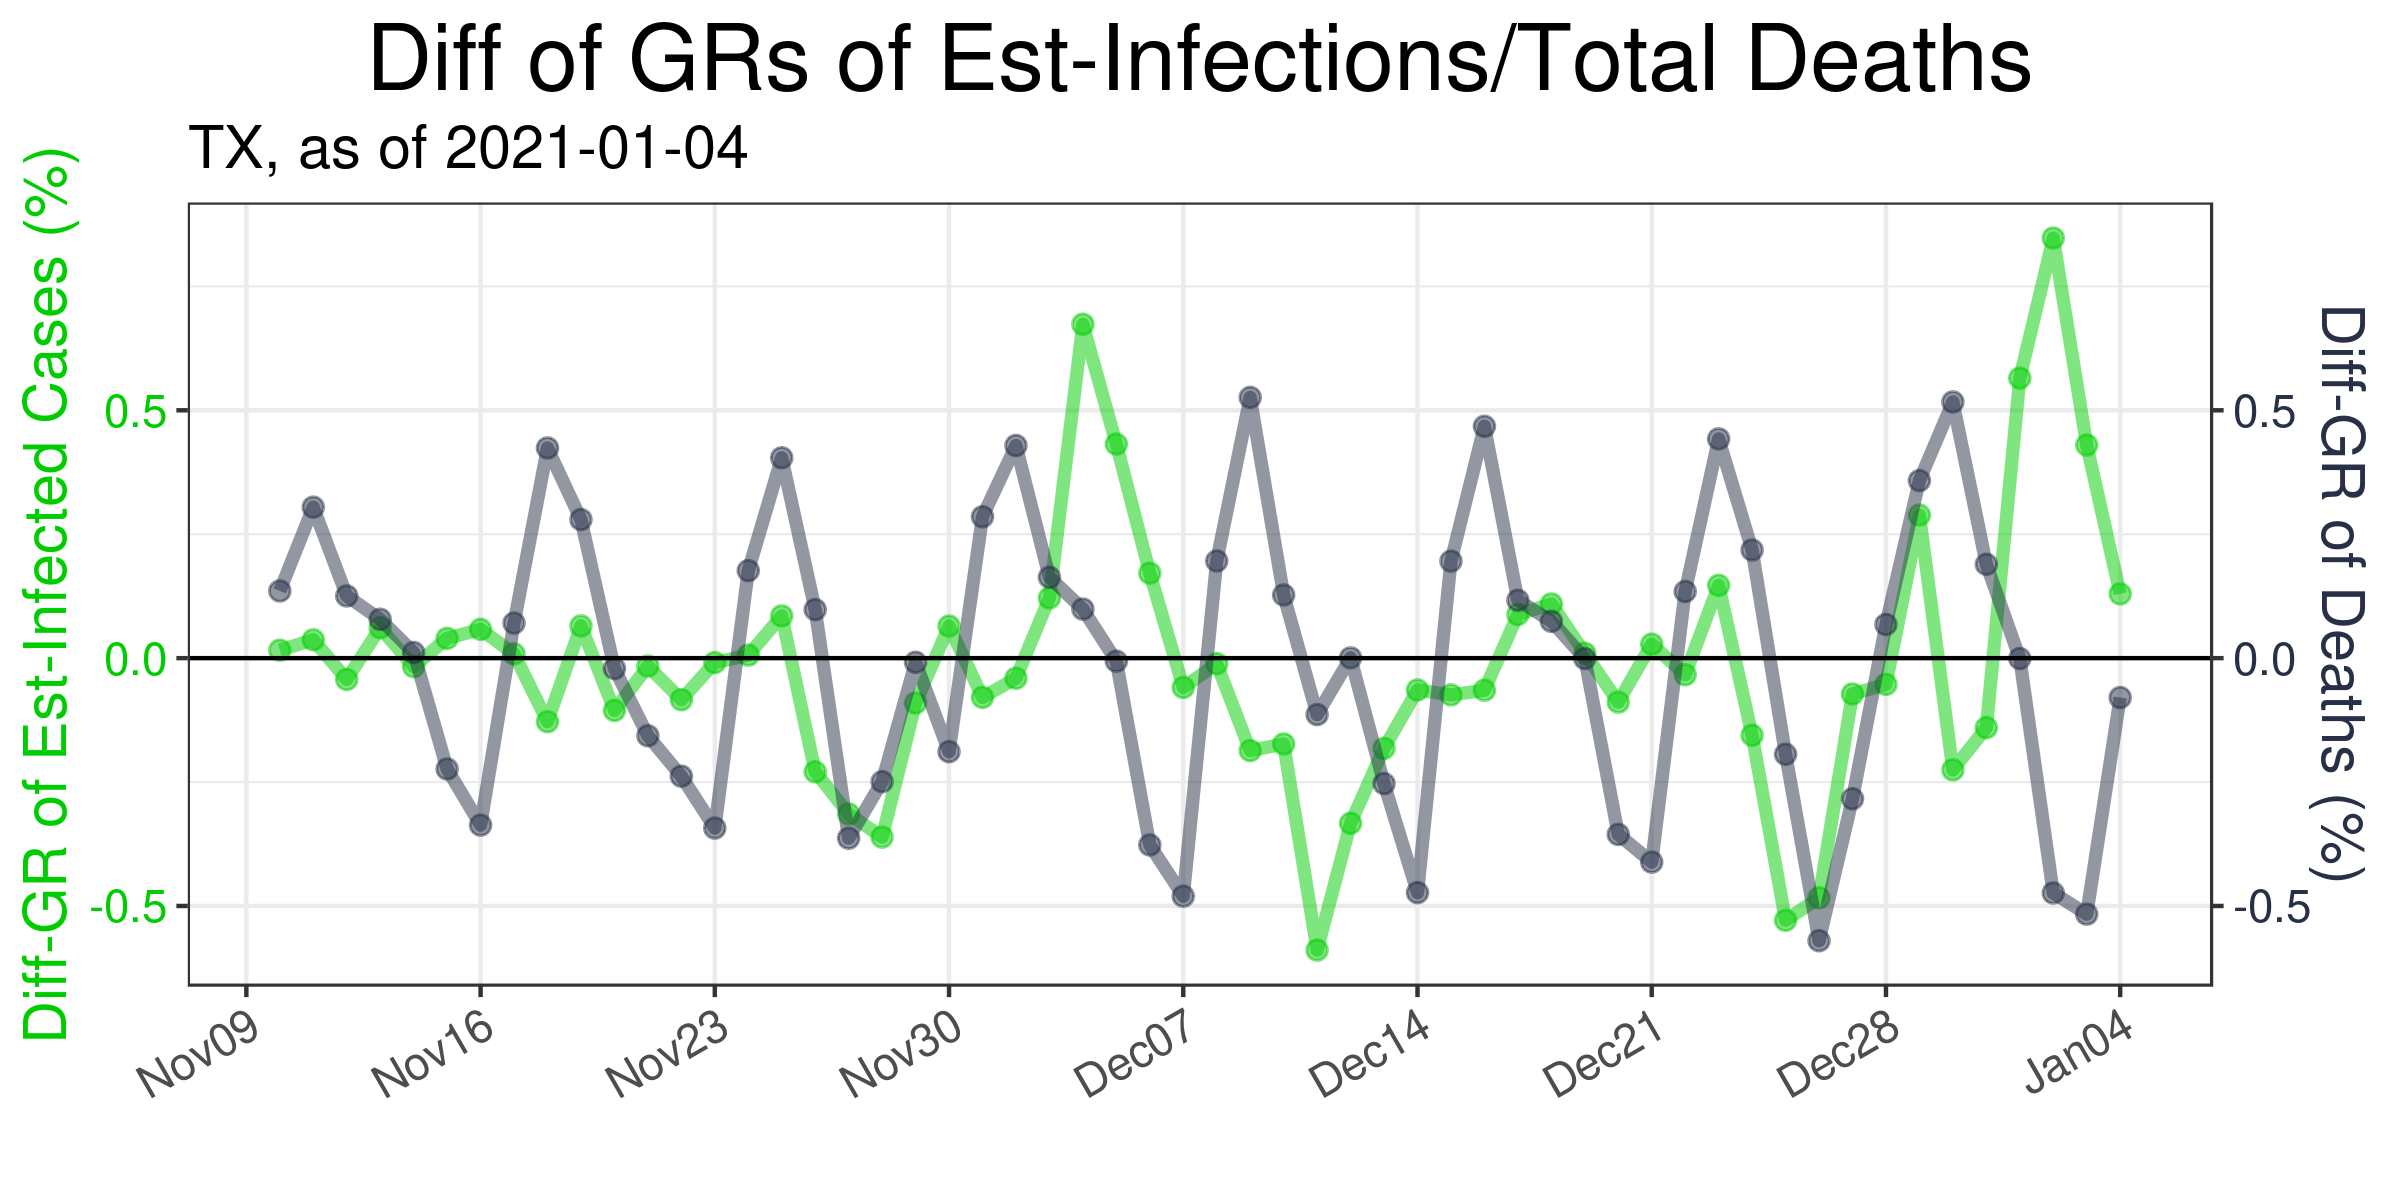 Diff of GRs of Est-Infections/Total Deaths
TX, as of 2021-01-04
Diff-GR of Est-Infected Cases (%)
0.5
0.0
-0.5
0.5
0.0
-0.5
Diff-GR of Deaths (%)
Nov09
Nov16
Nov23
Nov30
Dec07
Dec14
Dec21
Dec28
Jan04